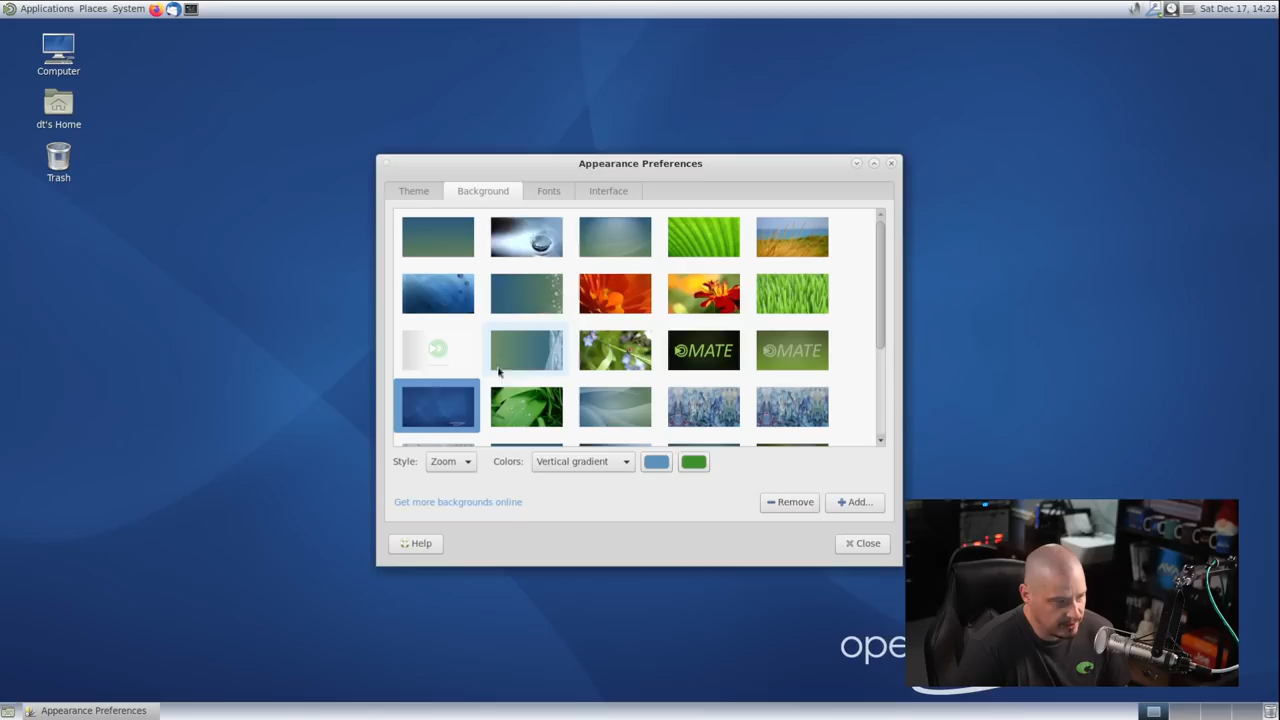 Applications Places System
Sat Dec 17, 14:23
Computer
dt's Home
Trash
Appearance Preferences
Theme Background Fonts Interface
MATE MATE
Style: Zoom Colors: Vertical gradient
Get more backgrounds online
Remove Add...
Help Close
ope
Appearance Preferences